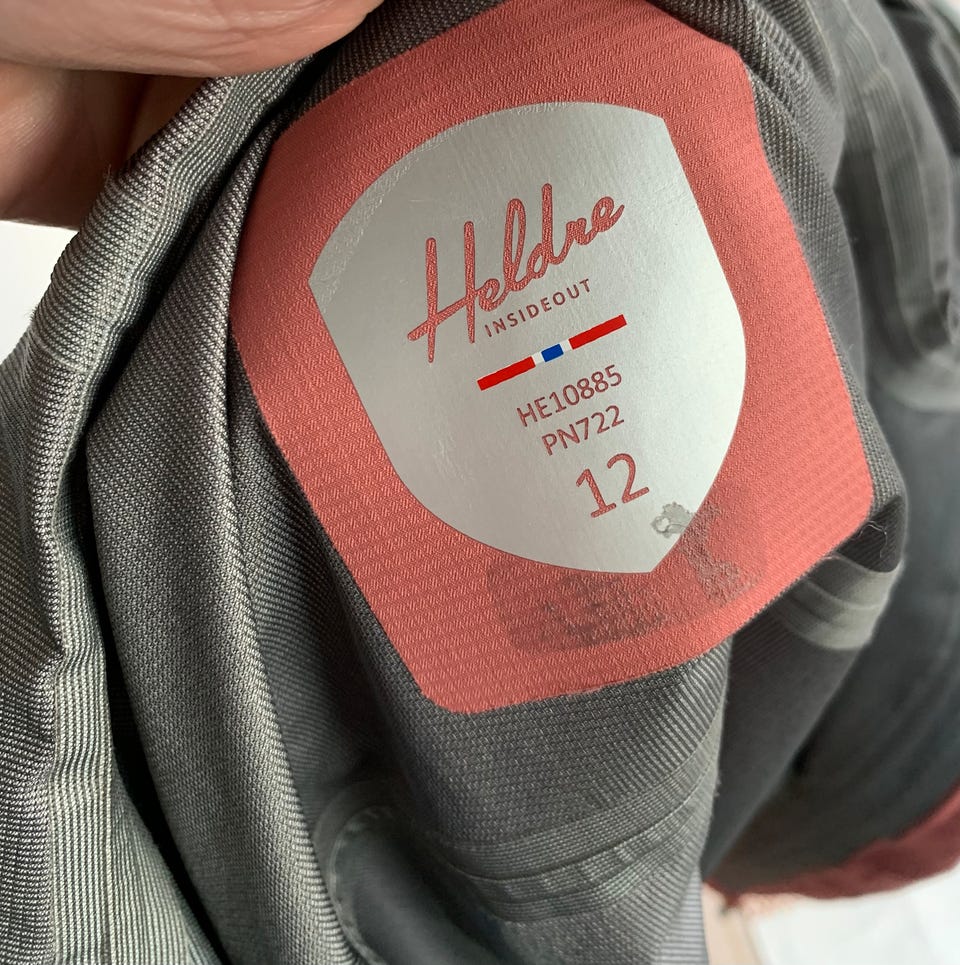 Heldre
INSIDEOUT
HE10885
PN722
12